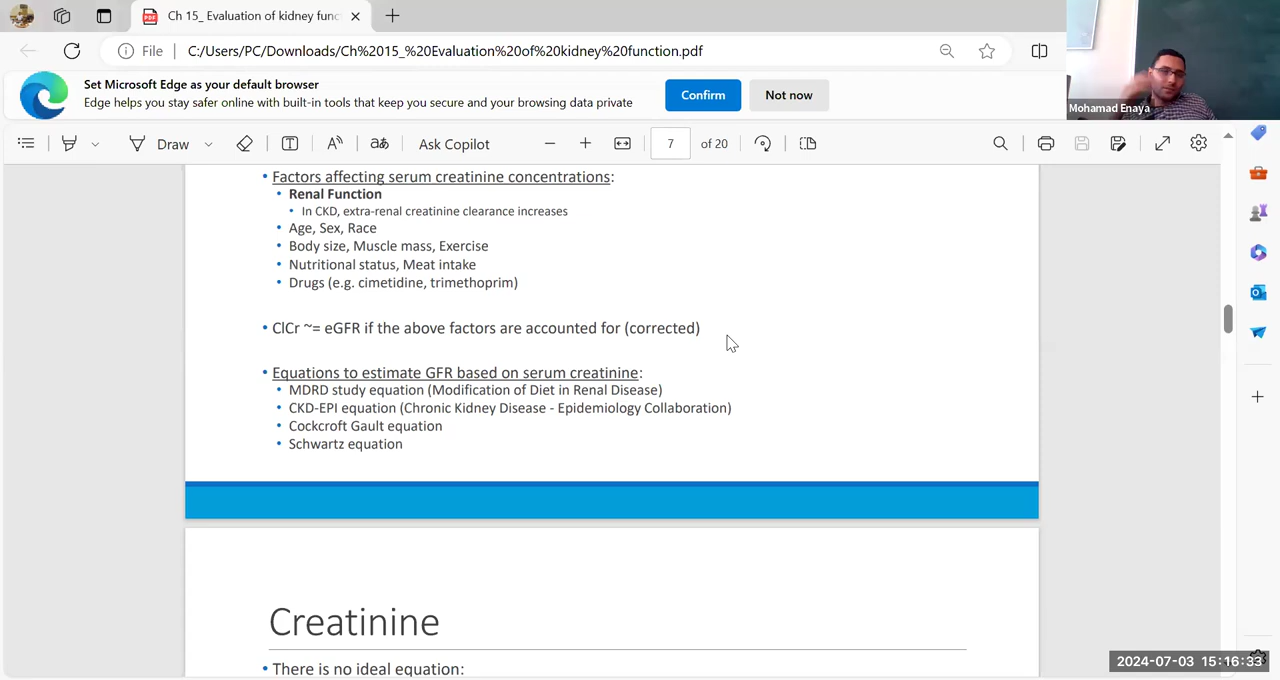 Ch 15_ Evaluation of kidney func
File
C:/Users/PC/Downloads/Ch%2015_%20Evaluation%20of%20kidney%20function.pdf
Set Microsoft Edge as your default browser
Edge helps you stay safer online with built-in tools that keep you secure and your browsing data private
Confirm
Not now
Mohamad Enaya
Draw
Ask Copilot
7
of 20
• Factors affecting serum creatinine concentrations:
• Renal Function
• In CKD, extra-renal creatinine clearance increases
• Age, Sex, Race
• Body size, Muscle mass, Exercise
• Nutritional status, Meat intake
• Drugs (e.g. cimetidine, trimethoprim)
• ClCr ~= eGFR if the above factors are accounted for (corrected)
• Equations to estimate GFR based on serum creatinine:
• MDRD study equation (Modification of Diet in Renal Disease)
• CKD-EPI equation (Chronic Kidney Disease - Epidemiology Collaboration)
• Cockcroft Gault equation
• Schwartz equation
Creatinine
• There is no ideal equation:
2024-07-03 15:16:33